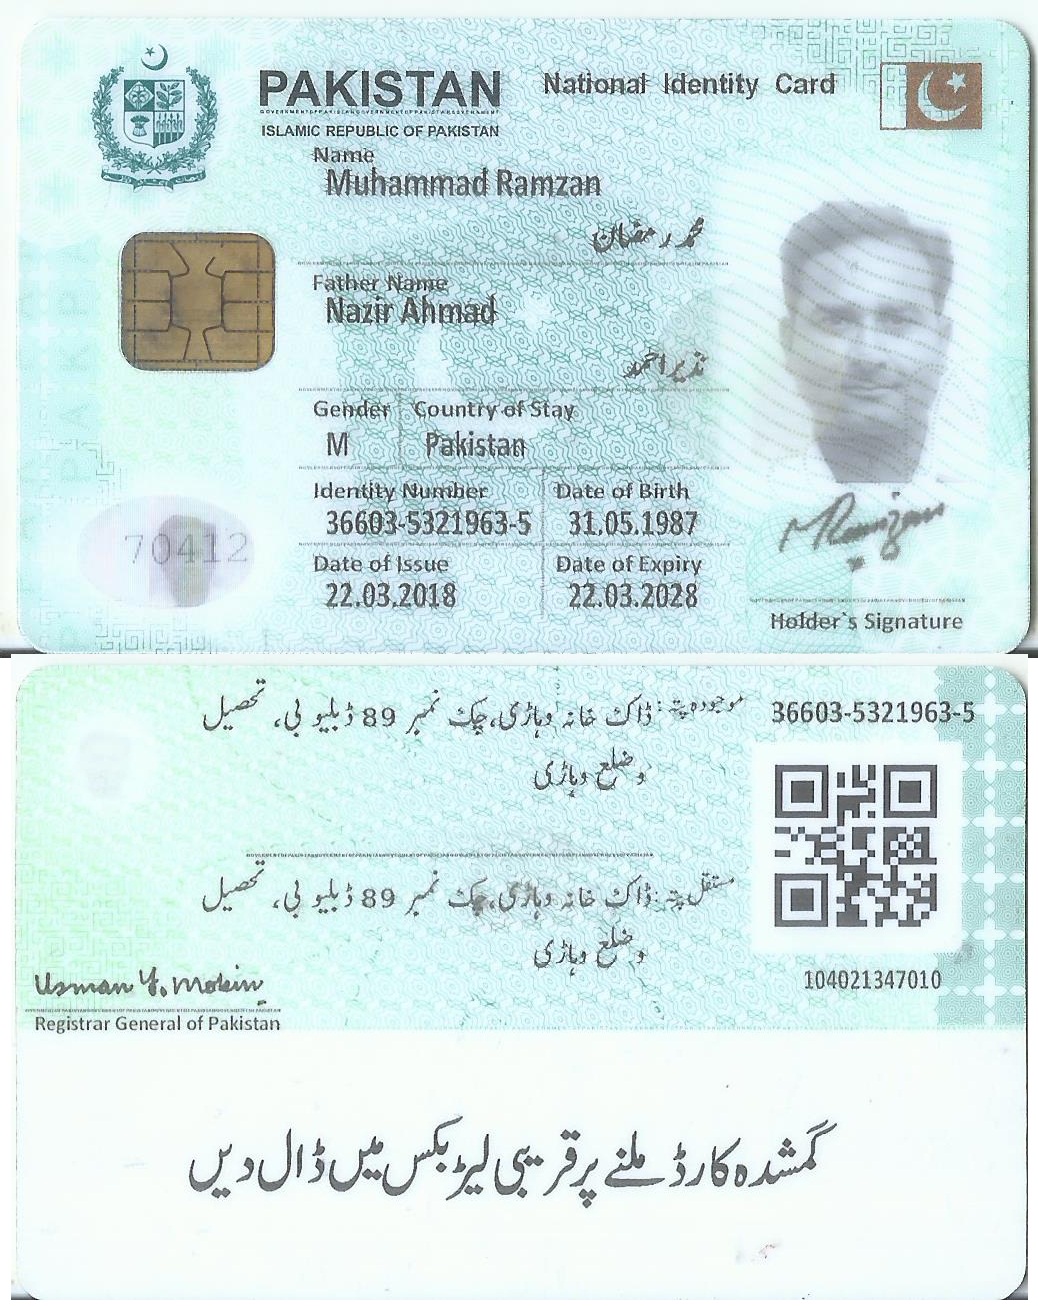 PAKISTAN National Identity Card
ISLAMIC REPUBLIC OF PAKISTAN
Name
Muhammad Ramzan
محمد رمضان
Father Name
Nazir Ahmad
نذیر احمد
Gender Country of Stay
M Pakistan
Identity Number Date of Birth
36603-5321963-5 31.05.1987
Date of Issue Date of Expiry
22.03.2018 22.03.2028
70412
M Ramzan
Holder`s Signature
موجودہ پتہ: ڈاک خانہ وہاڑی، چک نمبر 89 ڈبلیو بی، تحصیل
و ضلع وہاڑی
36603-5321963-5
مستقل پتہ: ڈاک خانہ وہاڑی، چک نمبر 89 ڈبلیو بی، تحصیل
و ضلع وہاڑی
104021347010
Usman Y. Mobin
Registrar General of Pakistan
گمشدہ کارڈ ملنے پر قریبی لیٹر بکس میں ڈال دیں